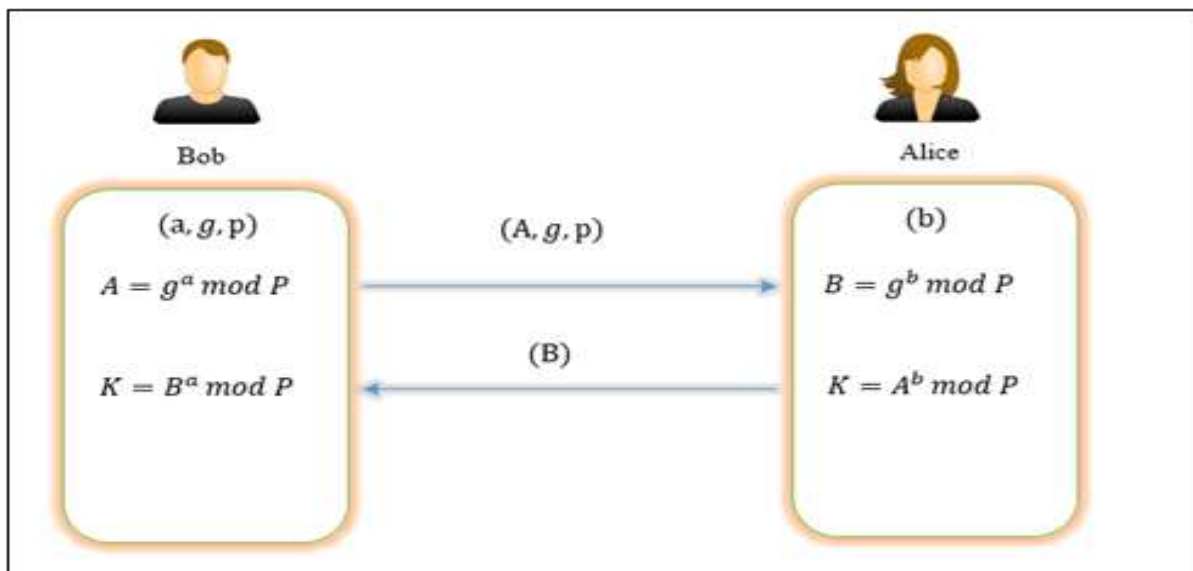 Bob
Alice
(a, g, p)
(A, g, p)
(b)
A = g^a mod P
B = g^b mod P
(B)
K = B^a mod P
K = A^b mod P